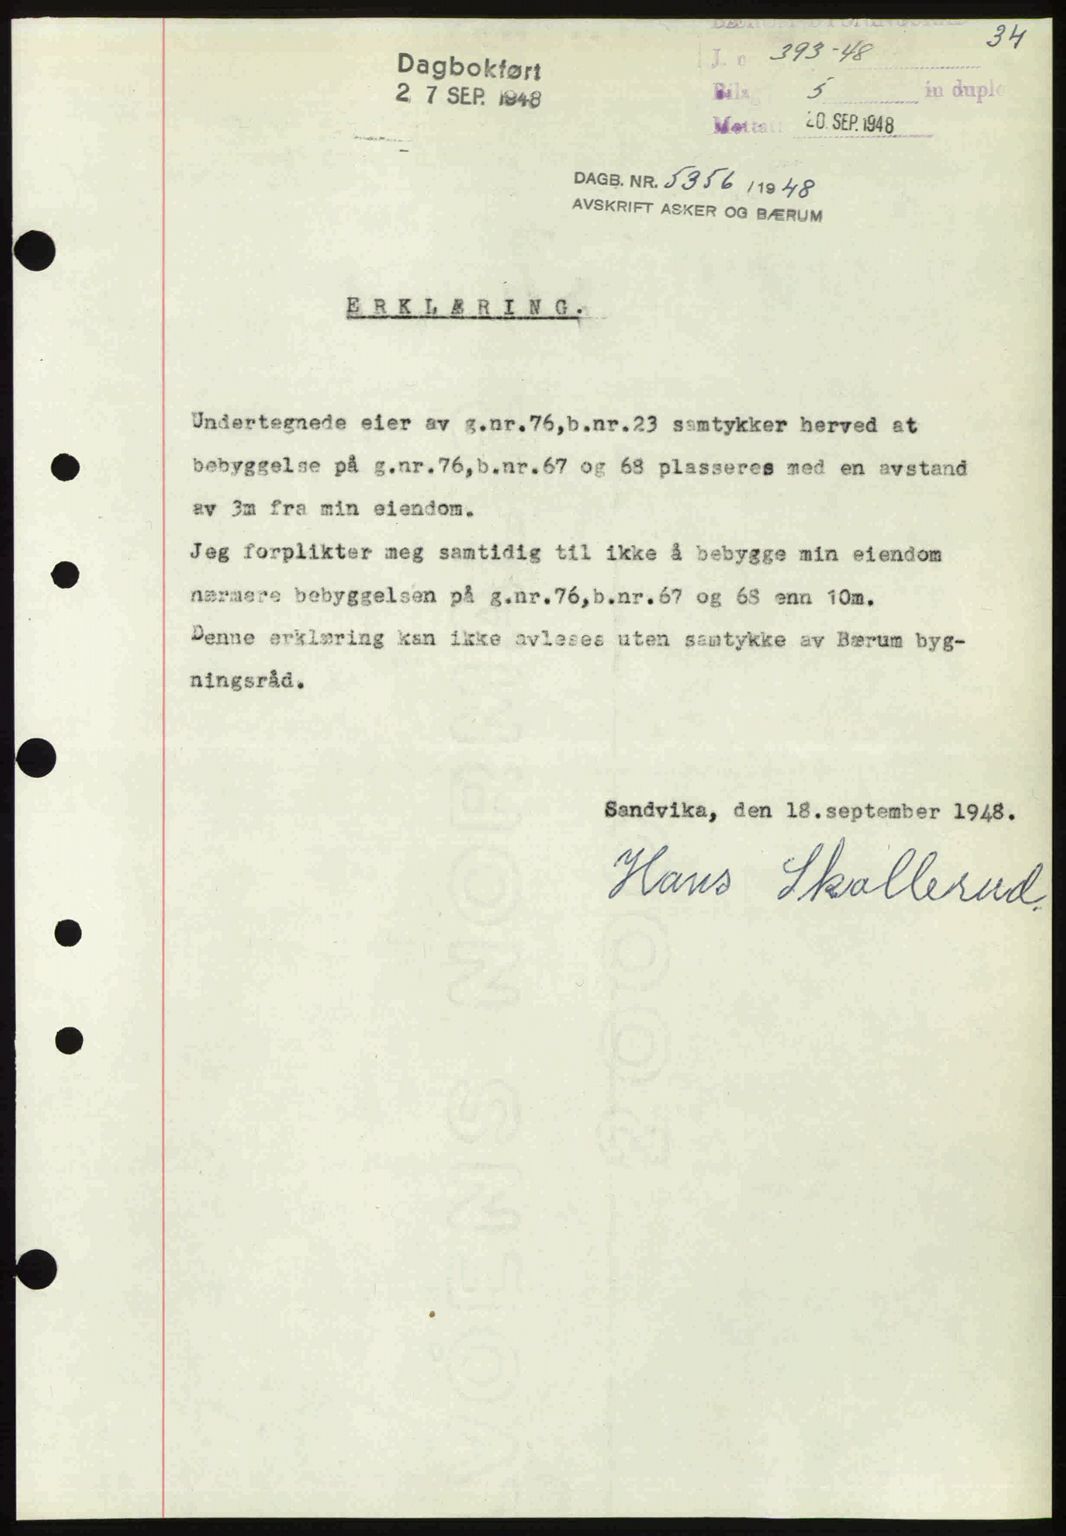 34
J. n 393-48
Bila 5 in duplo
Mottatt 20. SEP. 1948
Dagbokført
27 SEP. 1948
DAGB. NR. 5356 / 1948
AVSKRIFT ASKER OG BÆRUM
ERKLÆRING.
Undertegnede eier av g.nr.76,b.nr.23 samtykker herved at
bebyggelse på g.nr.76,b.nr.67 og 68 plasseres med en avstand
av 3m fra min eiendom.
Jeg forplikter meg samtidig til ikke å bebygge min eiendom
nærmere bebyggelsen på g.nr.76,b.nr.67 og 68 enn 10m.
Denne erklæring kan ikke avleses uten samtykke av Bærum byg-
ningsråd.
Sandvika, den 18.september 1948.
Hans Skollerud.